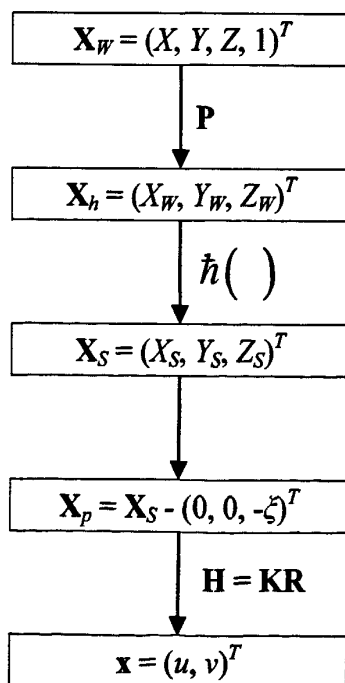 X_W = (X, Y, Z, 1)^T
P
X_h = (X_W, Y_W, Z_W)^T
ħ( )
X_S = (X_S, Y_S, Z_S)^T
X_p = X_S - (0, 0, -ξ)^T
H = KR
x = (u, v)^T